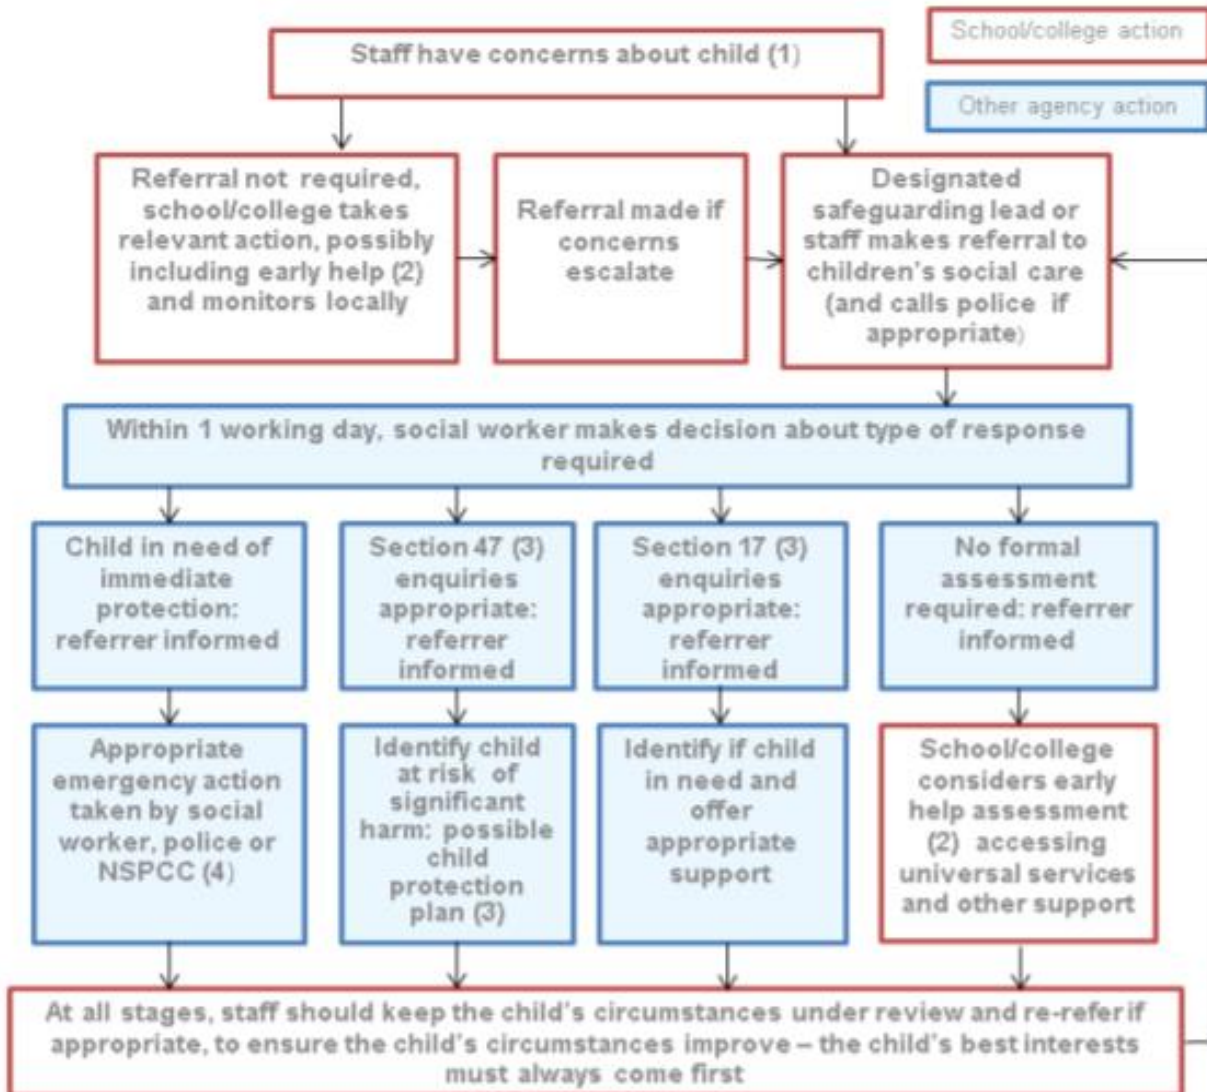 School/college action
Staff have concerns about child (1)
Other agency action
Referral not required,
school/college takes
relevant action, possibly
including early help (2)
and monitors locally
Referral made if
concerns
escalate
Designated
safeguarding lead or
staff makes referral to
children's social care
(and calls police if
appropriate)
Within 1 working day, social worker makes decision about type of response
required
Child in need of
immediate
protection:
referrer informed
Section 47 (3)
enquiries
appropriate:
referrer
informed
Section 17 (3)
enquiries
appropriate:
referrer
informed
No formal
assessment
required: referrer
informed
Appropriate
emergency action
taken by social
worker, police or
NSPCC (4)
Identify child
at risk of
significant
harm: possible
child
protection
plan (3)
Identify if child
in need and
offer
appropriate
support
School/college
considers early
help assessment
(2) accessing
universal services
and other support
At all stages, staff should keep the child's circumstances under review and re-refer if
appropriate, to ensure the child's circumstances improve – the child's best interests
must always come first